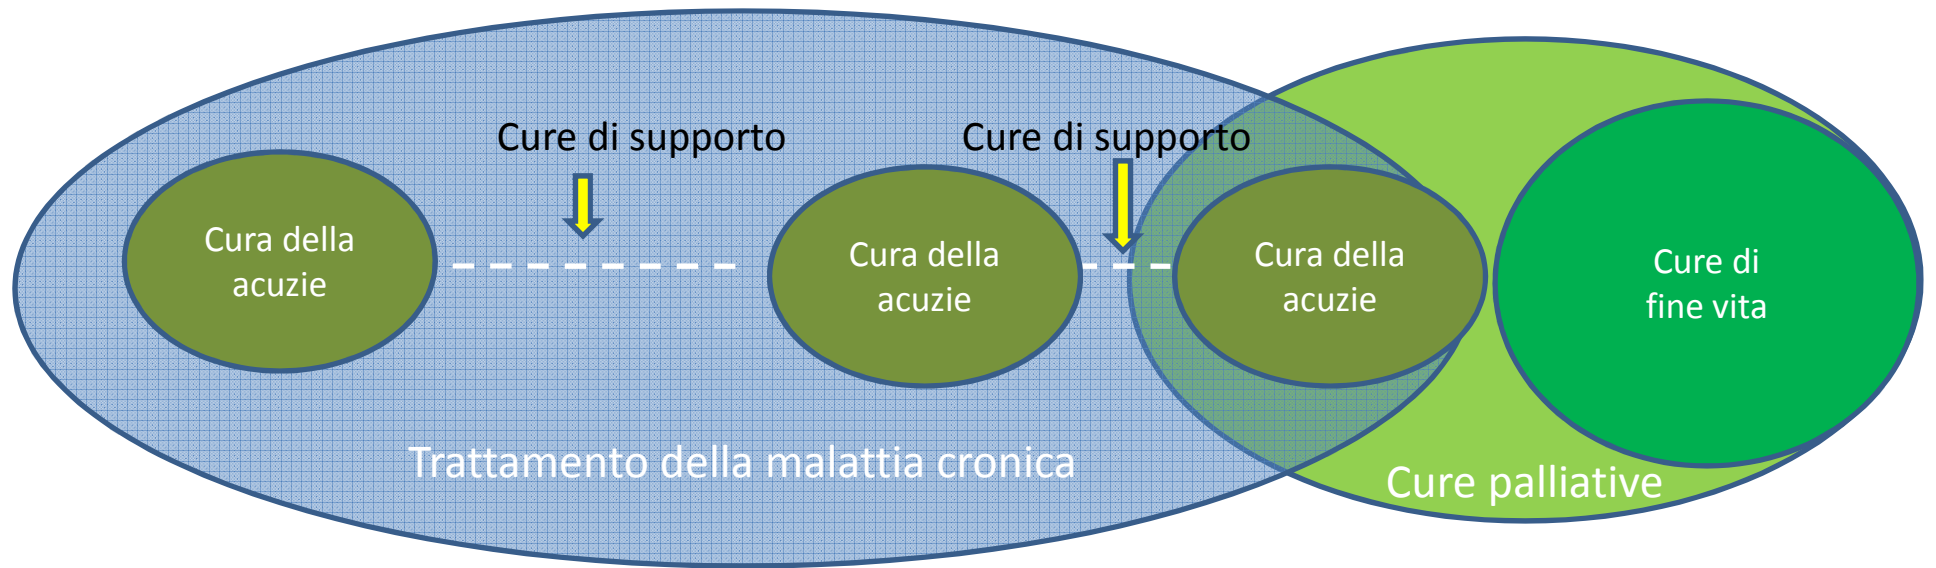 Cure di supporto
Cure di supporto
Cura della
acuzie
Cura della
acuzie
Cura della
acuzie
Cure di
fine vita
Trattamento della malattia cronica
Cure palliative